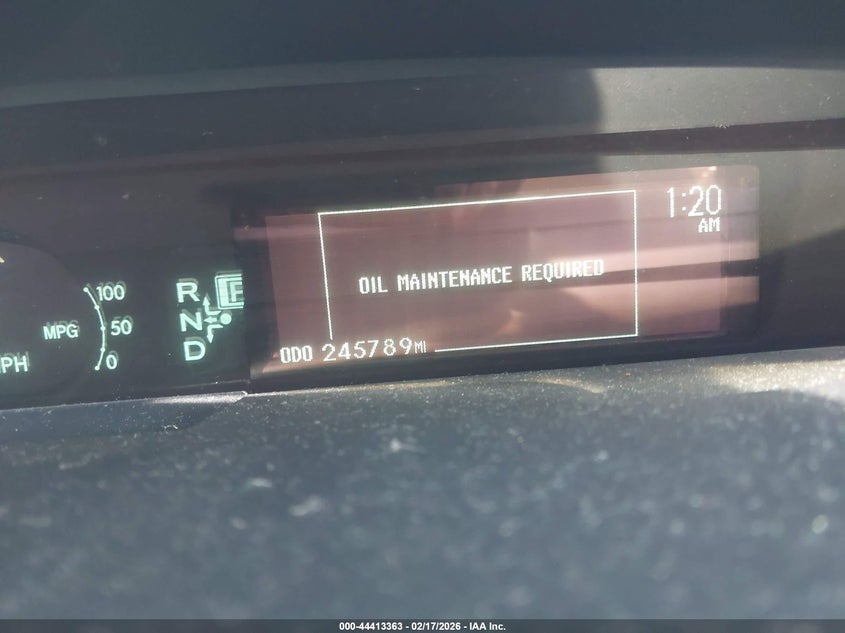 1:20
AM
OIL MAINTENANCE REQUIRED
100
MPG
50
0
PH
R
P
N
D
ODO 245789MI
000-44413363 - 02/17/2026 - IAA Inc.